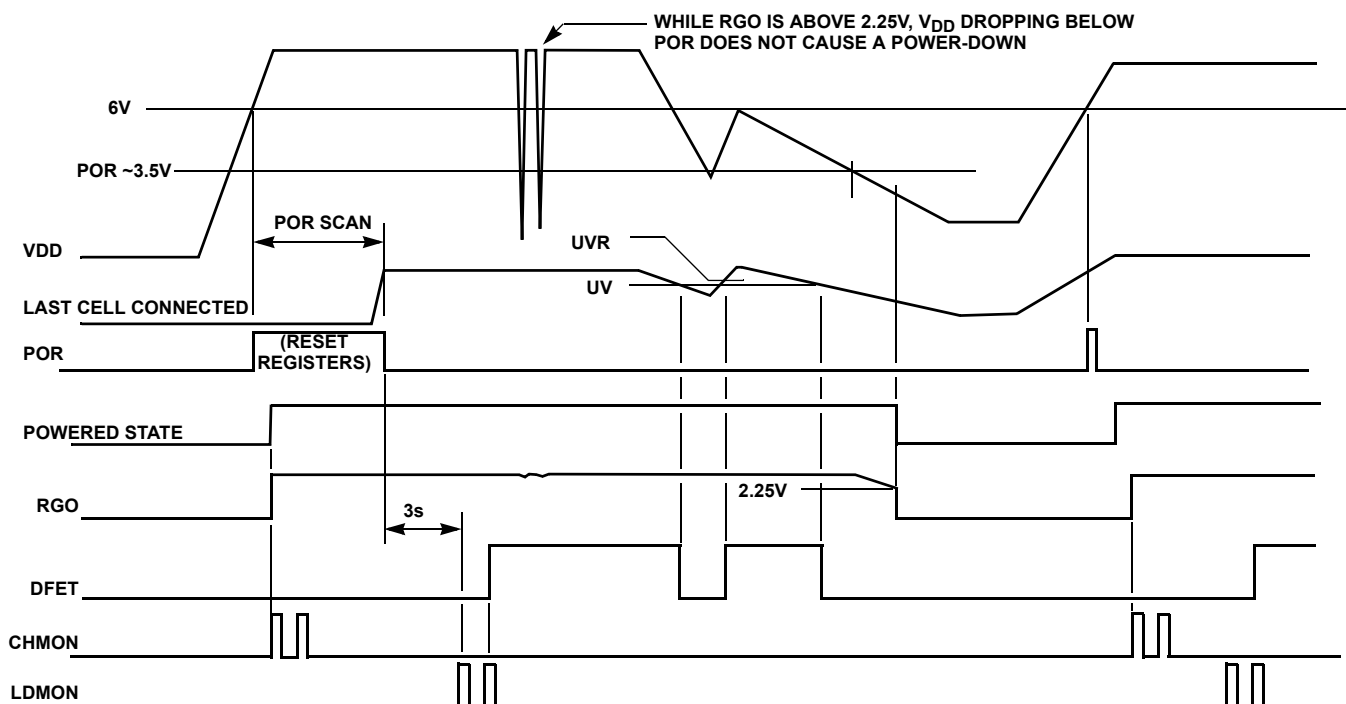 WHILE RGO IS ABOVE 2.25V, VDD DROPPING BELOW
POR DOES NOT CAUSE A POWER-DOWN
6V
POR ~3.5V
POR SCAN
VDD
UVR
UV
LAST CELL CONNECTED
(RESET
REGISTERS)
POR
POWERED STATE
2.25V
RGO
3s
DFET
CHMON
LDMON